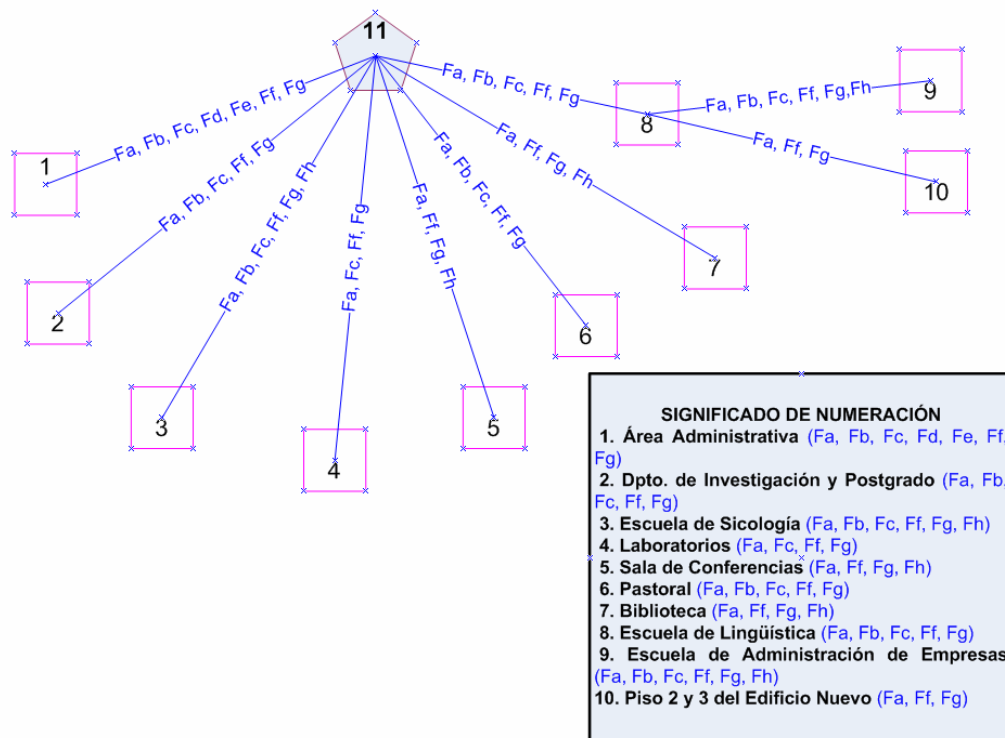 11
Fa, Fb, Fc, Fd, Fe, Ff, Fg
Fa, Fb, Fc, Ff, Fg
Fa, Fb, Fc, Ff, Fg, Fh
Fa, Fc, Ff, Fg
Fa, Ff, Fg, Fh
Fa, Fb, Fc, Ff, Fg
Fa, Ff, Fg, Fh
Fa, Fb, Fc, Ff, Fg
Fa, Fb, Fc, Ff, Fg,Fh
Fa, Ff, Fg
1
2
3
4
5
6
7
8
9
10
SIGNIFICADO DE NUMERACIÓN
1. Área Administrativa (Fa, Fb, Fc, Fd, Fe, Ff,
Fg)
2. Dpto. de Investigación y Postgrado (Fa, Fb,
Fc, Ff, Fg)
3. Escuela de Sicología (Fa, Fb, Fc, Ff, Fg, Fh)
4. Laboratorios (Fa, Fc, Ff, Fg)
5. Sala de Conferencias (Fa, Ff, Fg, Fh)
6. Pastoral (Fa, Fb, Fc, Ff, Fg)
7. Biblioteca (Fa, Ff, Fg, Fh)
8. Escuela de Lingüística (Fa, Fb, Fc, Ff, Fg)
9. Escuela de Administración de Empresas
(Fa, Fb, Fc, Ff, Fg, Fh)
10. Piso 2 y 3 del Edificio Nuevo (Fa, Ff, Fg)